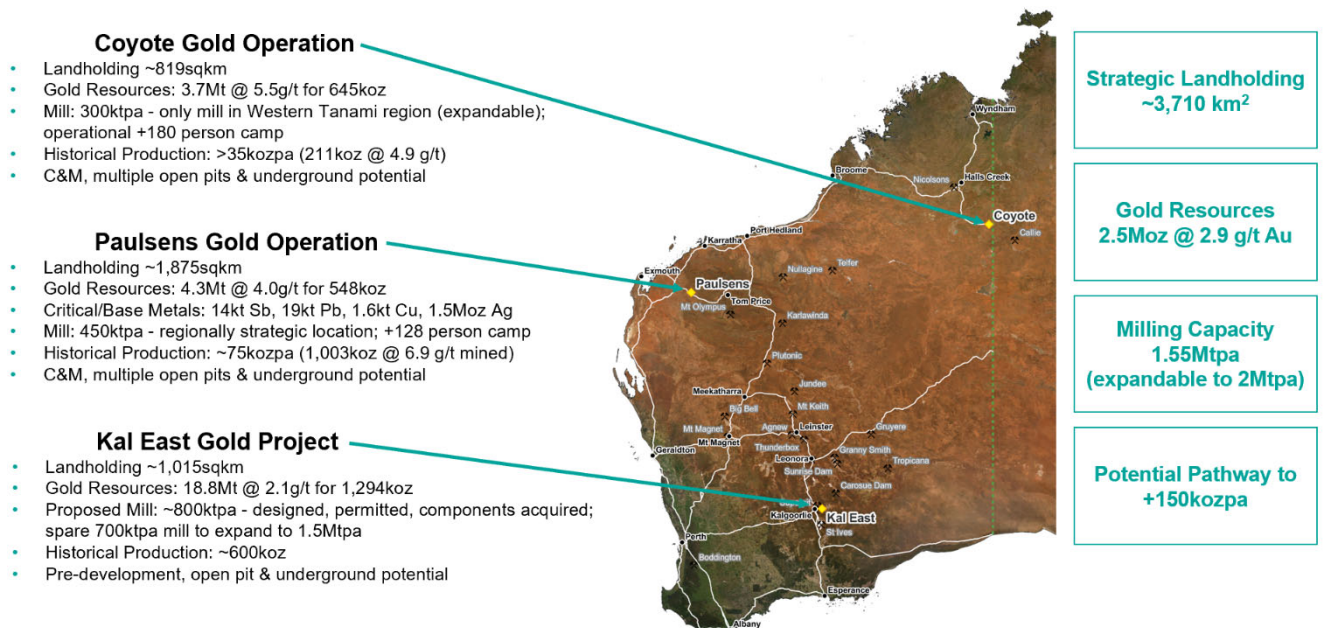 Coyote Gold Operation
• Landholding ~819sqkm
• Gold Resources: 3.7Mt @ 5.5g/t for 645koz
• Mill: 300ktpa - only mill in Western Tanami region (expandable);
operational +180 person camp
• Historical Production: >35kozpa (211koz @ 4.9 g/t)
• C&M, multiple open pits & underground potential
Paulsens Gold Operation
• Landholding ~1,875sqkm
• Gold Resources: 4.3Mt @ 4.0g/t for 548koz
• Critical/Base Metals: 14kt Sb, 19kt Pb, 1.6kt Cu, 1.5Moz Ag
• Mill: 450ktpa - regionally strategic location; +128 person camp
• Historical Production: ~75kozpa (1,003koz @ 6.9 g/t mined)
• C&M, multiple open pits & underground potential
Kal East Gold Project
• Landholding ~1,015sqkm
• Gold Resources: 18.8Mt @ 2.1g/t for 1,294koz
• Proposed Mill: ~800ktpa - designed, permitted, components acquired;
spare 700ktpa mill to expand to 1.5Mtpa
• Historical Production: ~600koz
• Pre-development, open pit & underground potential
Wyndham
Broome
Nicolsons
Halls Creek
Coyote
Callie
Port Hedland
Karratha
Exmouth
Nullagine
Telfer
Paulsens
Tom Price
Mt Olympus
Karlawinda
Plutonic
Jundee
Meekatharra
Big Bell
Mt Keith
Mt Magnet
Agnew
Leinster
Gruyere
Mt Magnet
Thunderbox
Geraldton
Leonora
Granny Smith
Sunrise Dam
Tropicana
Carosue Dam
Kalgoorlie
Kal East
St Ives
Perth
Boddington
Esperance
Albany
Strategic Landholding
~3,710 km²
Gold Resources
2.5Moz @ 2.9 g/t Au
Milling Capacity
1.55Mtpa
(expandable to 2Mtpa)
Potential Pathway to
+150kozpa